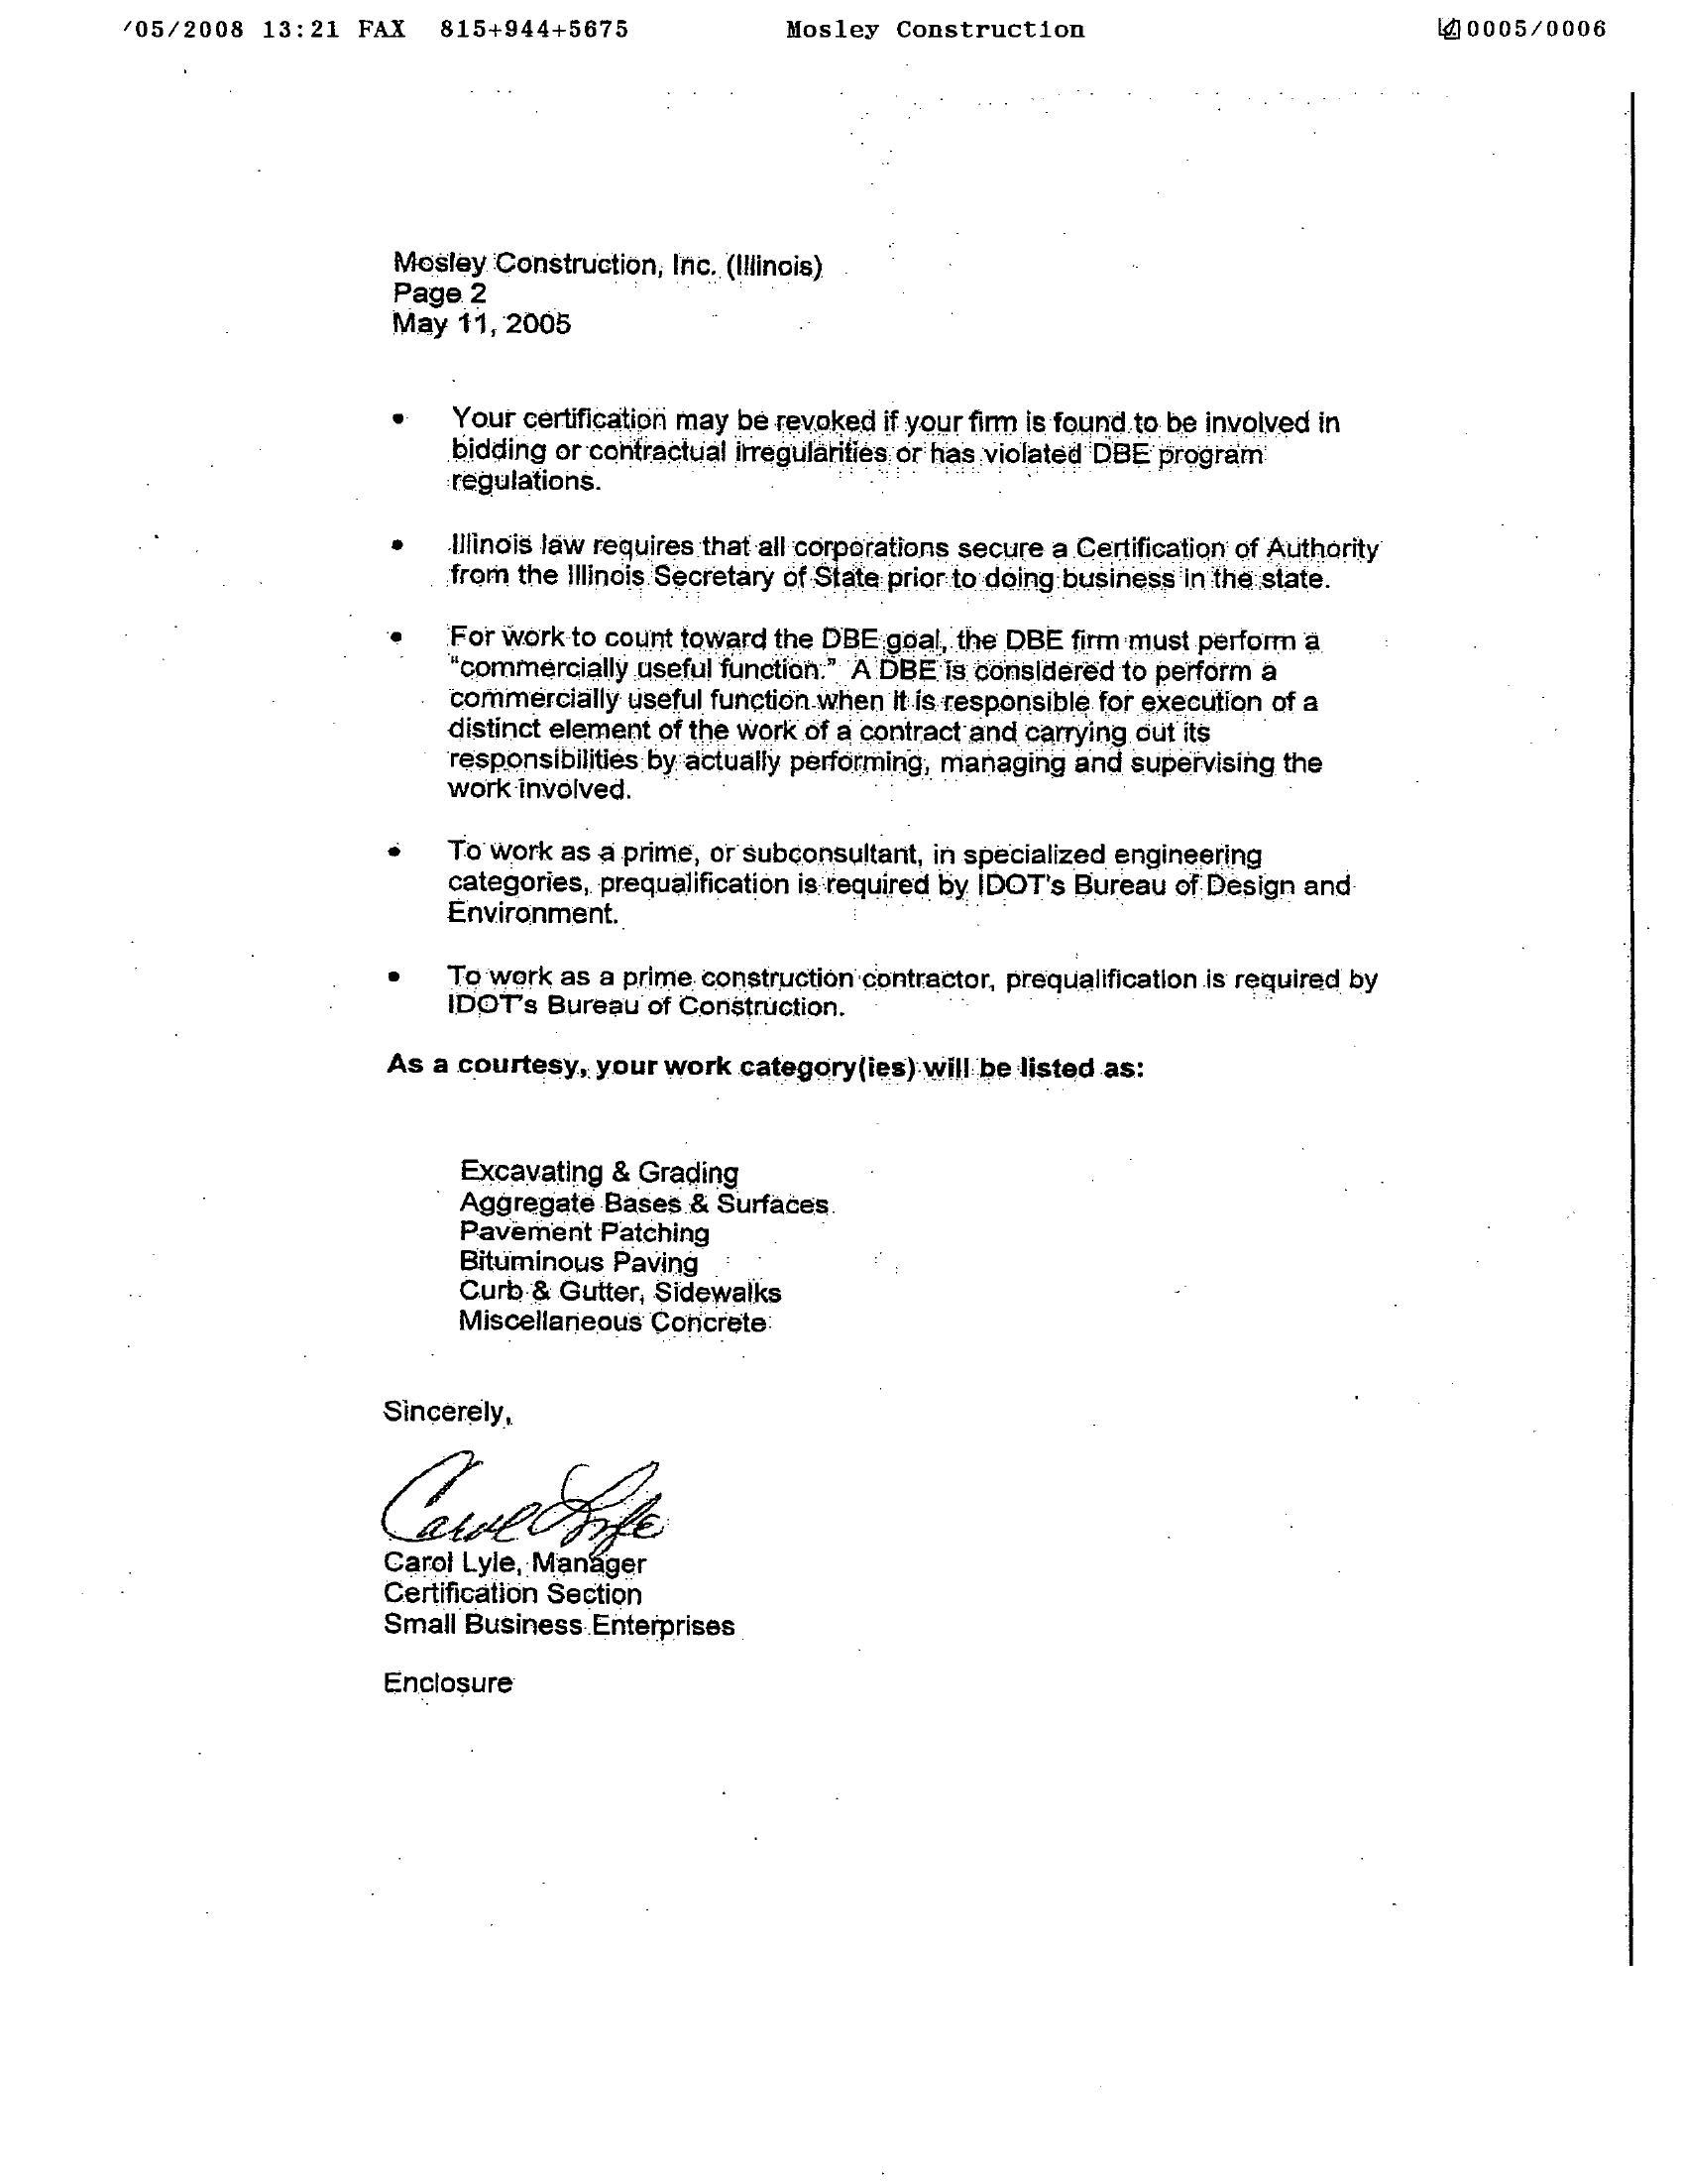 /05/2008 13:21 FAX 815+944+5675 Mosley Construction 0005/0006
Mosley Construction, Inc. (Illinois)
Page 2
May 11, 2005
• Your certification may be revoked if your firm is found to be involved in
bidding or contractual irregularities or has violated DBE program
regulations.
• Illinois law requires that all corporations secure a Certification of Authority
from the Illinois Secretary of State prior to doing business in the state.
• For work to count toward the DBE goal, the DBE firm must perform a
"commercially useful function." A DBE is considered to perform a
commercially useful function when it is responsible for execution of a
distinct element of the work of a contract and carrying out its
responsibilities by actually performing, managing and supervising the
work involved.
• To work as a prime, or subconsultant, in specialized engineering
categories, prequalification is required by IDOT's Bureau of Design and
Environment.
• To work as a prime construction contractor, prequalification is required by
IDOT's Bureau of Construction.
As a courtesy, your work category(ies) will be listed as:
Excavating & Grading
Aggregate Bases & Surfaces
Pavement Patching
Bituminous Paving
Curb & Gutter, Sidewalks
Miscellaneous Concrete
Sincerely,
Carol Lyle
Carol Lyle, Manager
Certification Section
Small Business Enterprises
Enclosure